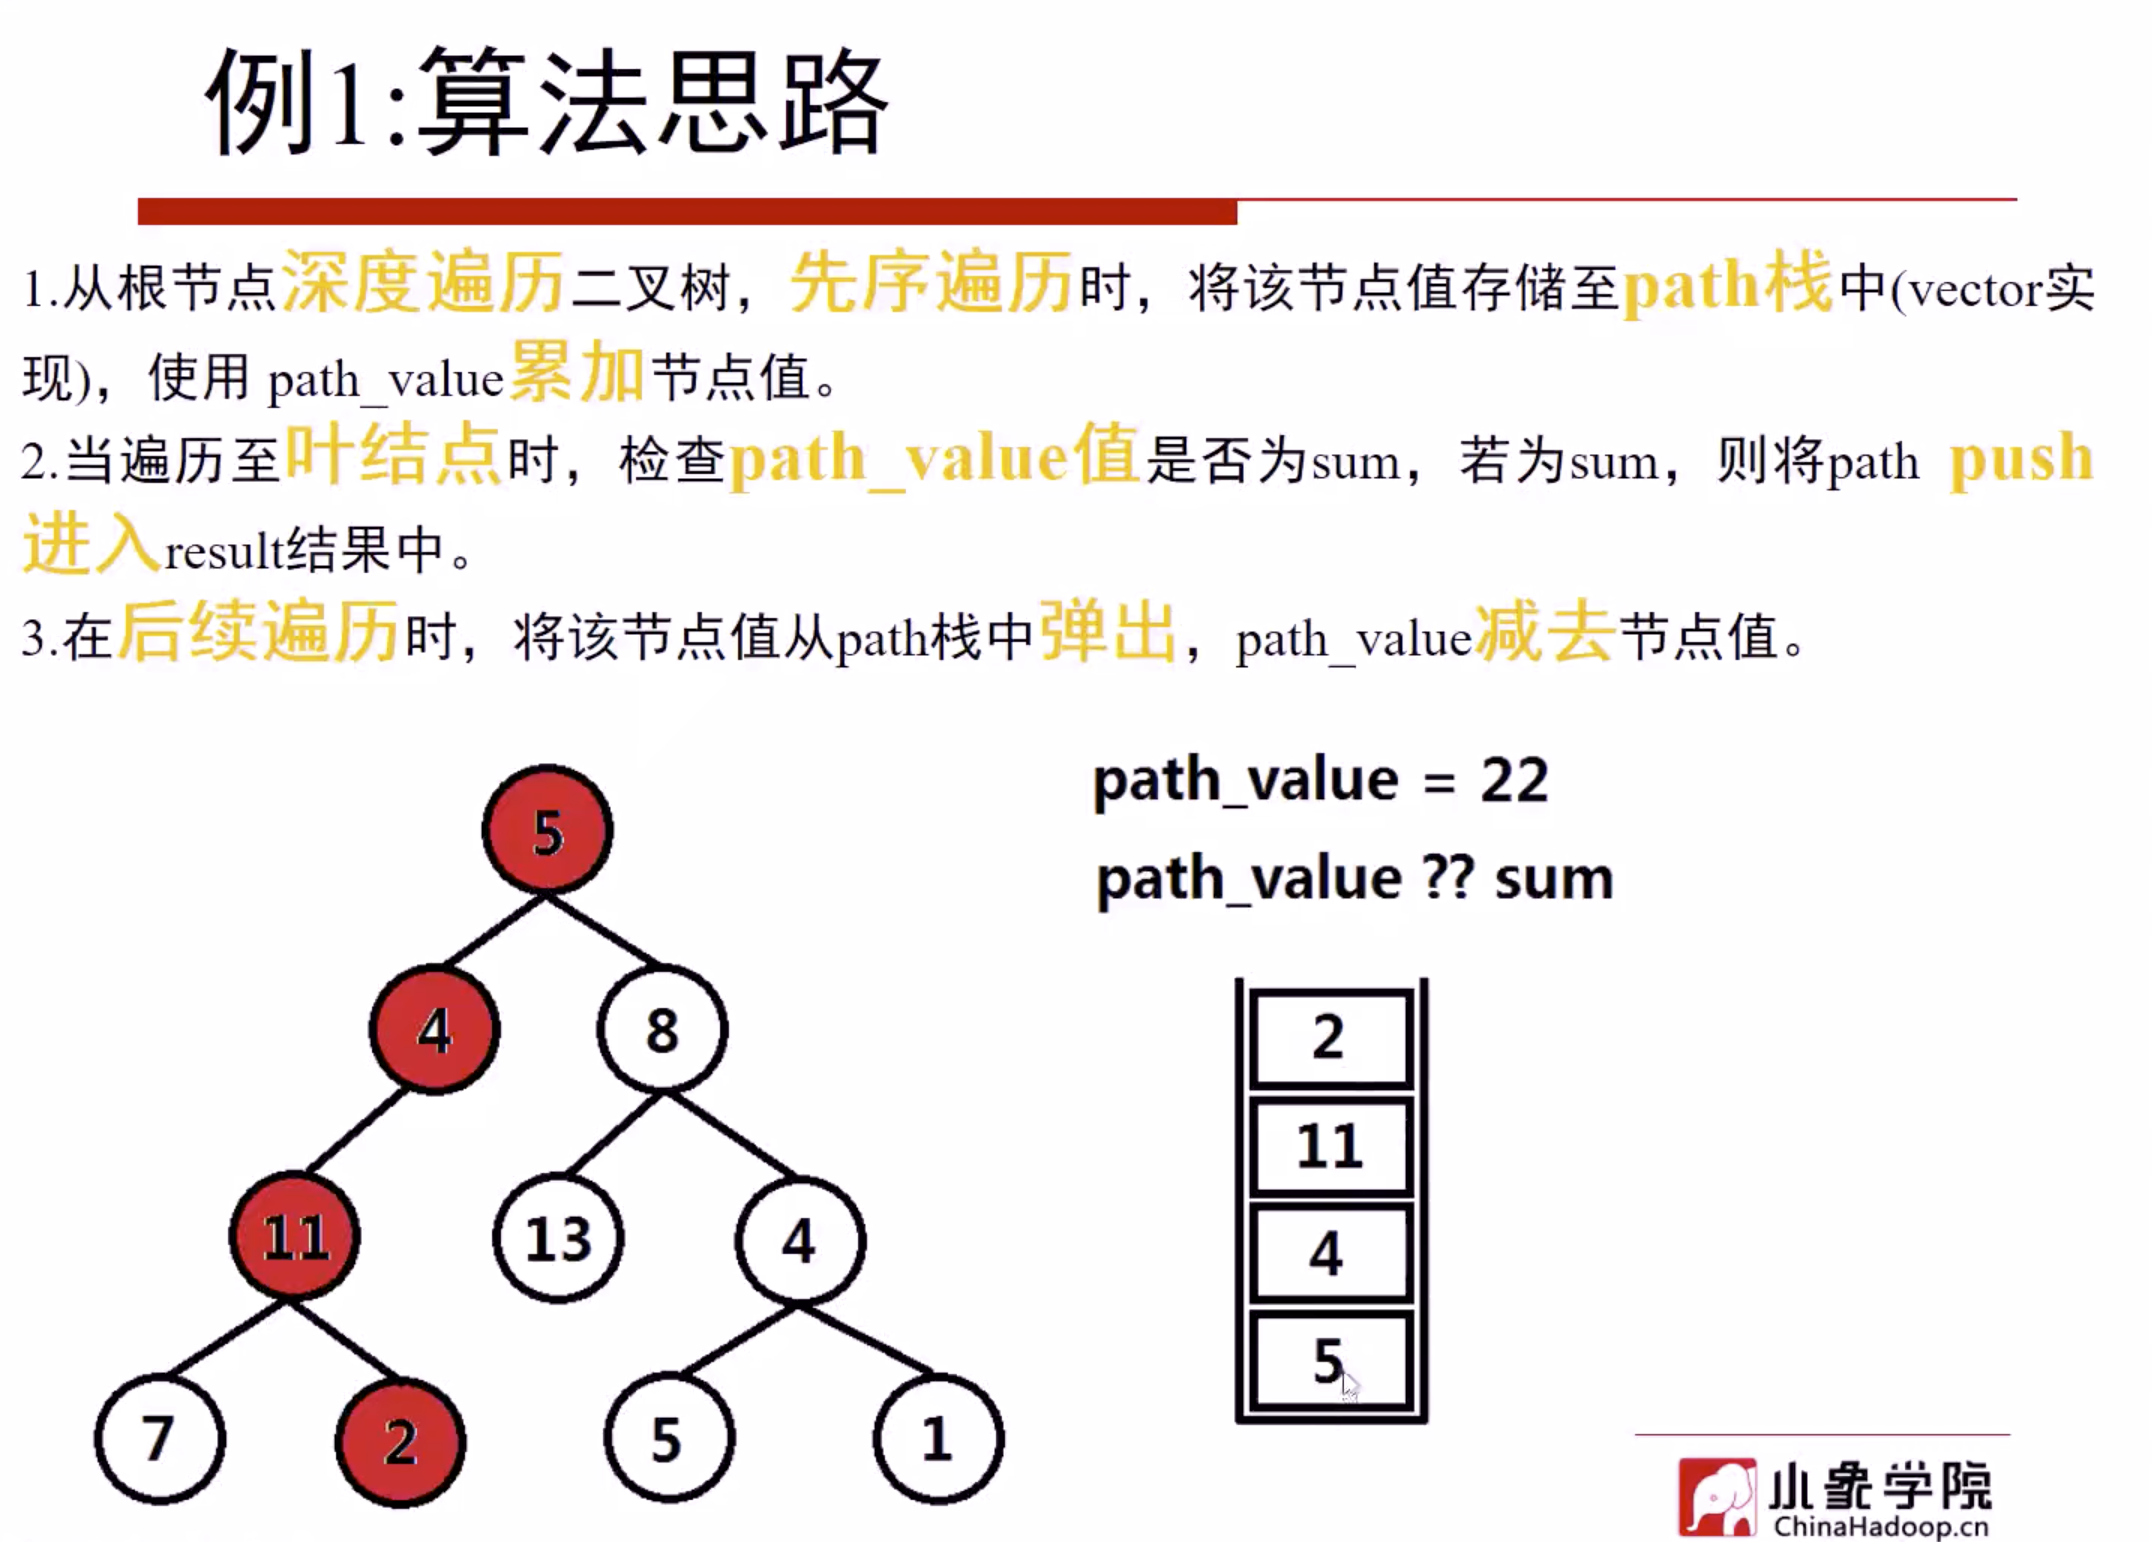 例1:算法思路
1.从根节点深度遍历二叉树，先序遍历时，将该节点值存储至path栈中(vector实
现)，使用 path_value累加节点值。
2.当遍历至叶结点时，检查path_value值是否为sum，若为sum，则将path push
进入result结果中。
3.在后续遍历时，将该节点值从path栈中弹出，path_value减去节点值。
path_value = 22
path_value ?? sum
5
4 8
11 13 4
7 2 5 1
2
11
4
5
小象学院
ChinaHadoop.cn